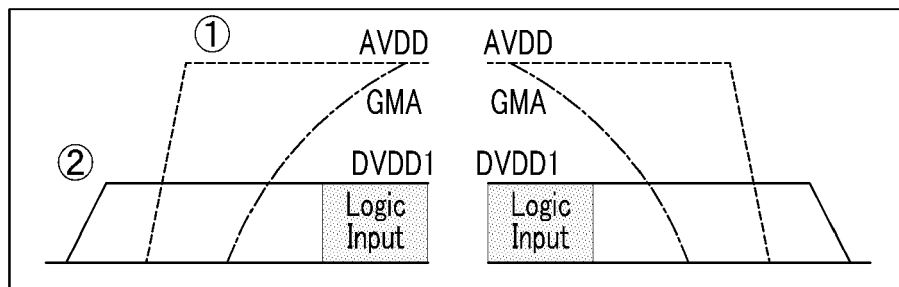 ① AVDD AVDD
GMA GMA
② DVDD1 DVDD1
Logic Logic
Input Input